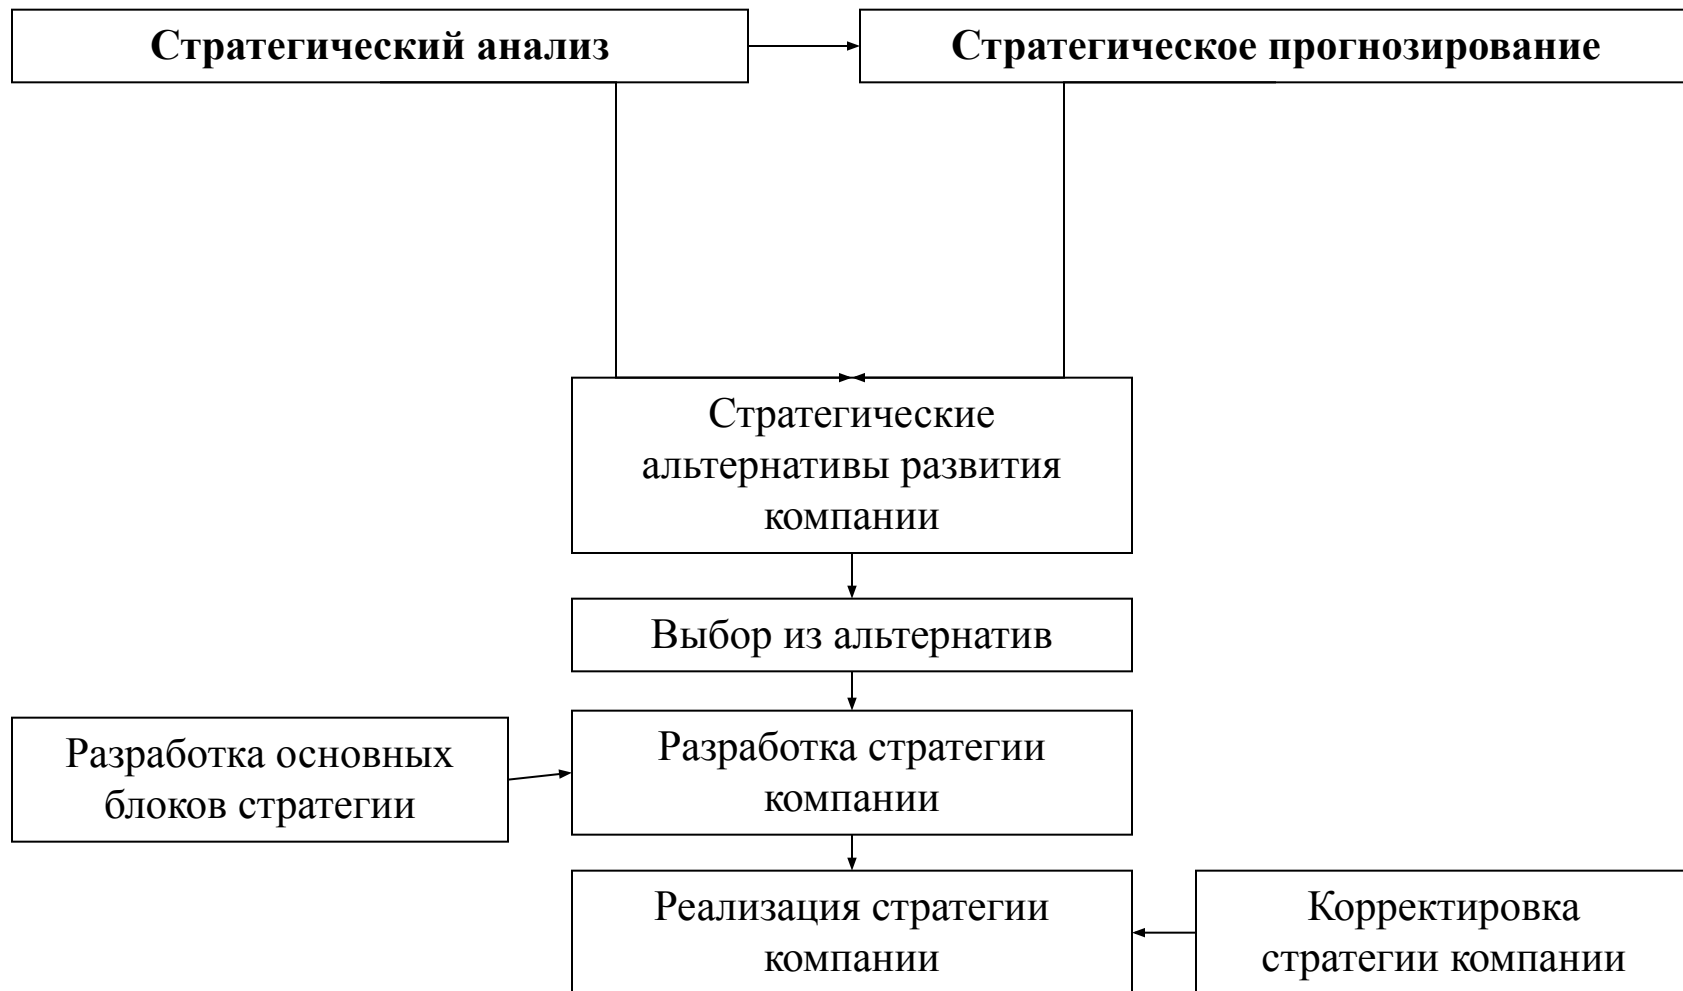 Стратегический анализ
Стратегическое прогнозирование
Стратегические
альтернативы развития
компании
Выбор из альтернатив
Разработка основных
блоков стратегии
Разработка стратегии
компании
Реализация стратегии
компании
Корректировка
стратегии компании